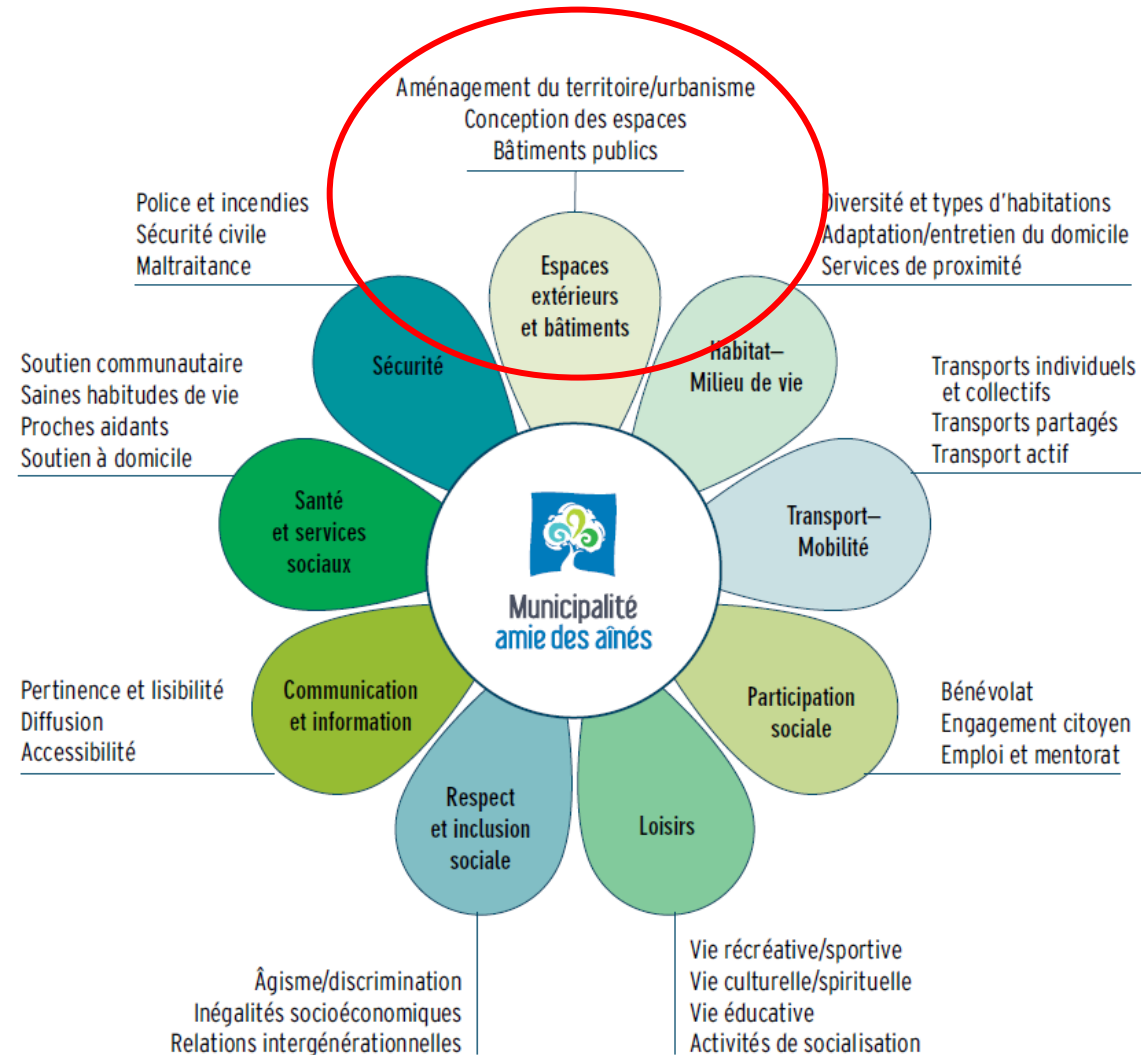 Aménagement du territoire/urbanisme
Conception des espaces
Bâtiments publics
Espaces
extérieurs
et bâtiments
Diversité et types d'habitations
Adaptation/entretien du domicile
Services de proximité
Habitat–
Milieu de vie
Transports individuels
et collectifs
Transports partagés
Transport actif
Transport–
Mobilité
Bénévolat
Engagement citoyen
Emploi et mentorat
Participation
sociale
Vie récréative/sportive
Vie culturelle/spirituelle
Vie éducative
Activités de socialisation
Loisirs
Âgisme/discrimination
Inégalités socioéconomiques
Relations intergénérationnelles
Respect
et inclusion
sociale
Pertinence et lisibilité
Diffusion
Accessibilité
Communication
et information
Soutien communautaire
Saines habitudes de vie
Proches aidants
Soutien à domicile
Santé
et services
sociaux
Police et incendies
Sécurité civile
Maltraitance
Sécurité
Municipalité
amie des aînés